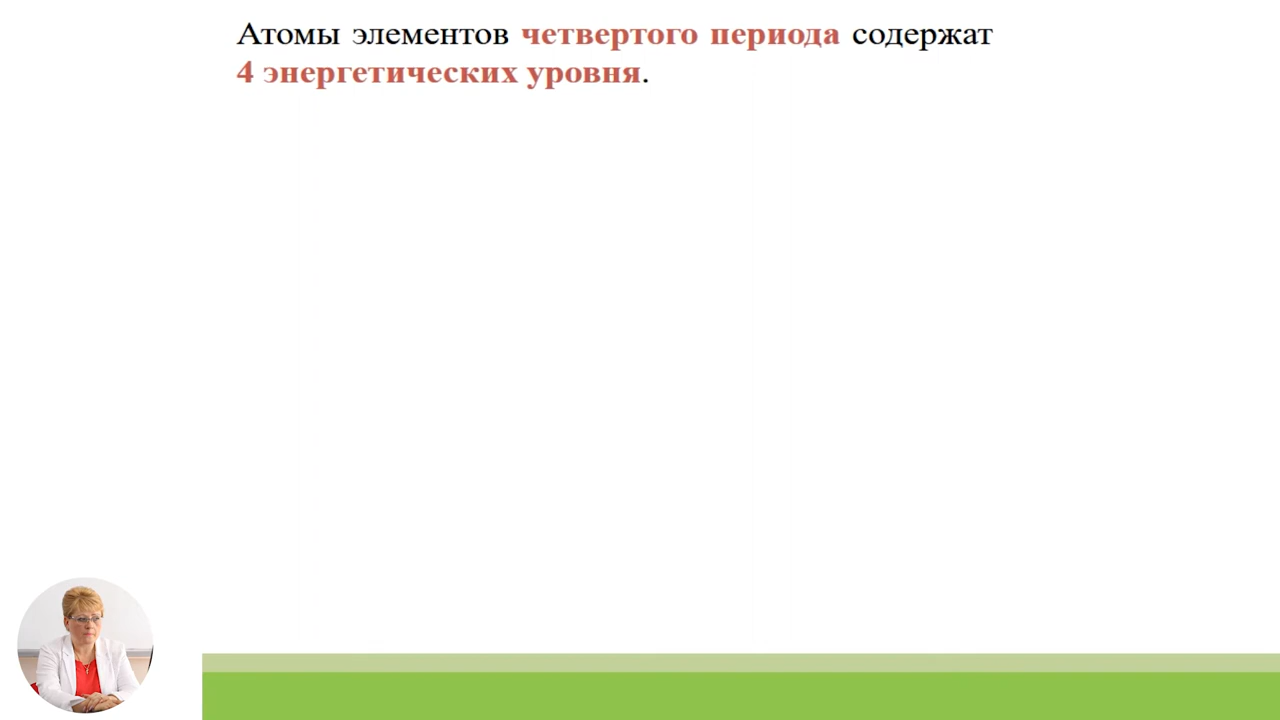 Атомы элементов четвертого периода содержат
4 энергетических уровня.